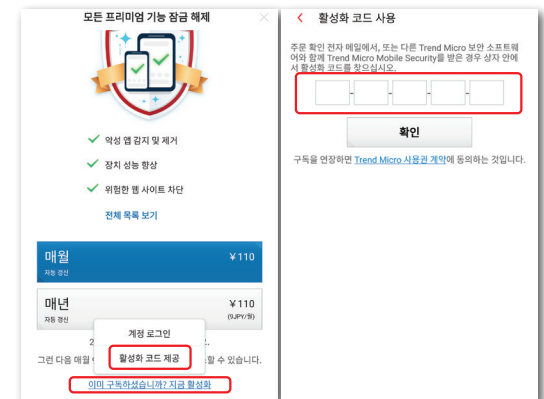 모든 프리미엄 기능 잠금 해제
악성 앱 감지 및 제거
장치 성능 향상
위험한 웹 사이트 차단
전체 목록 보기
매월
￥110
자동 갱신
매년
￥110
자동 갱신
(9JPY/월)
계정 로그인
2
활성화 코드 제공
그런 다음 매월
할 수 있습니다.
이미 구독하셨습니까? 지금 활성화
활성화 코드 사용
주문 확인 전자 메일에서, 또는 다른 Trend Micro 보안 소프트웨
어와 함께 Trend Micro Mobile Security를 받은 경우 상자 안에
서 활성화 코드를 찾으십시오.
- - - -
확인
구독을 연장하면 Trend Micro 사용권 계약에 동의하는 것입니다.